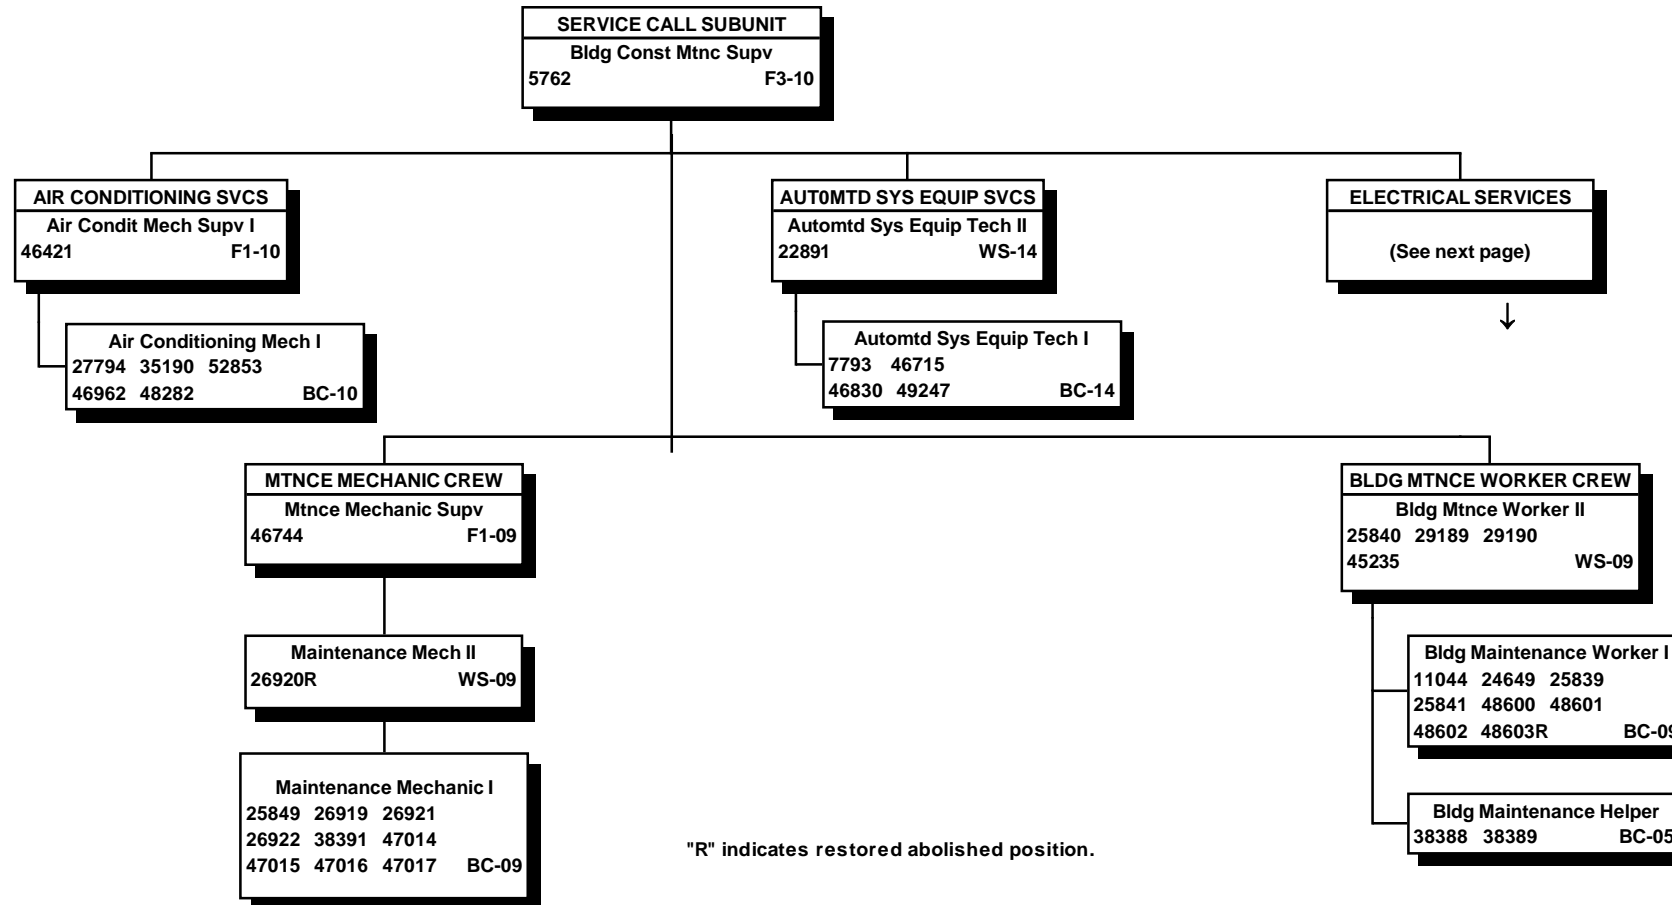 SERVICE CALL SUBUNIT
Bldg Const Mtnc Supv
5762 F3-10
AIR CONDITIONING SVCS
Air Condit Mech Supv I
46421 F1-10
Air Conditioning Mech I
27794 35190 52853
46962 48282 BC-10
AUT0MTD SYS EQUIP SVCS
Automtd Sys Equip Tech II
22891 WS-14
Automtd Sys Equip Tech I
7793 46715
46830 49247 BC-14
ELECTRICAL SERVICES
(See next page)
↓
MTNCE MECHANIC CREW
Mtnce Mechanic Supv
46744 F1-09
Maintenance Mech II
26920R WS-09
Maintenance Mechanic I
25849 26919 26921
26922 38391 47014
47015 47016 47017 BC-09
BLDG MTNCE WORKER CREW
Bldg Mtnce Worker II
25840 29189 29190
45235 WS-09
Bldg Maintenance Worker I
11044 24649 25839
25841 48600 48601
48602 48603R BC-09
Bldg Maintenance Helper
38388 38389 BC-05
"R" indicates restored abolished position.